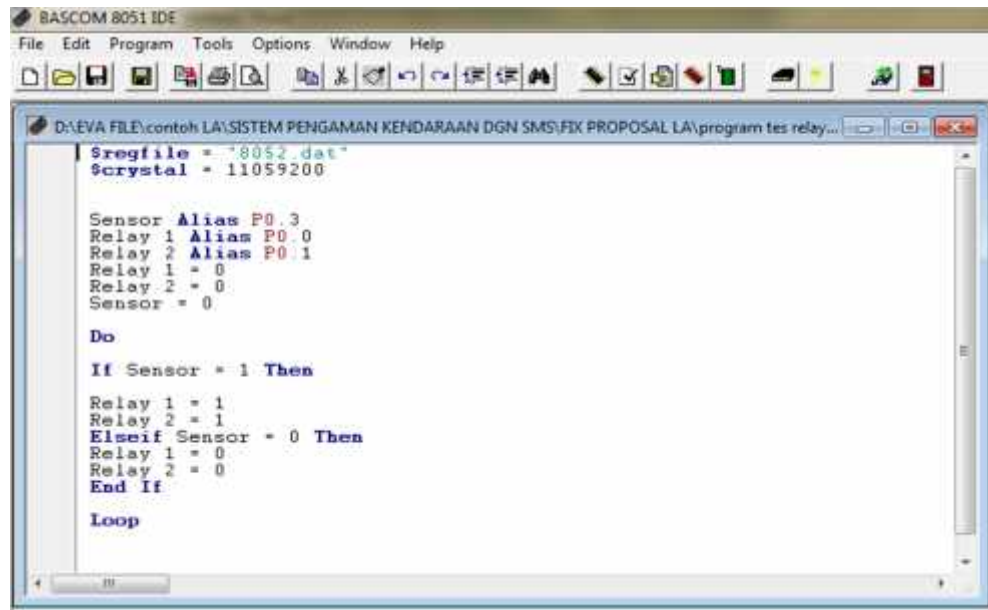 BASCOM 8051 IDE
File Edit Program Tools Options Window Help
D:\EVA FILE\contoh LA\SISTEM PENGAMAN KENDARAAN DGN SMS\FIX PROPOSAL LA\program tes relay...
$regfile = "8052.dat"
$crystal = 11059200
Sensor Alias P0.3
Relay 1 Alias P0.0
Relay 2 Alias P0.1
Relay 1 = 0
Relay 2 = 0
Sensor = 0
Do
If Sensor = 1 Then
Relay 1 = 1
Relay 2 = 1
Elseif Sensor = 0 Then
Relay 1 = 0
Relay 2 = 0
End If
Loop